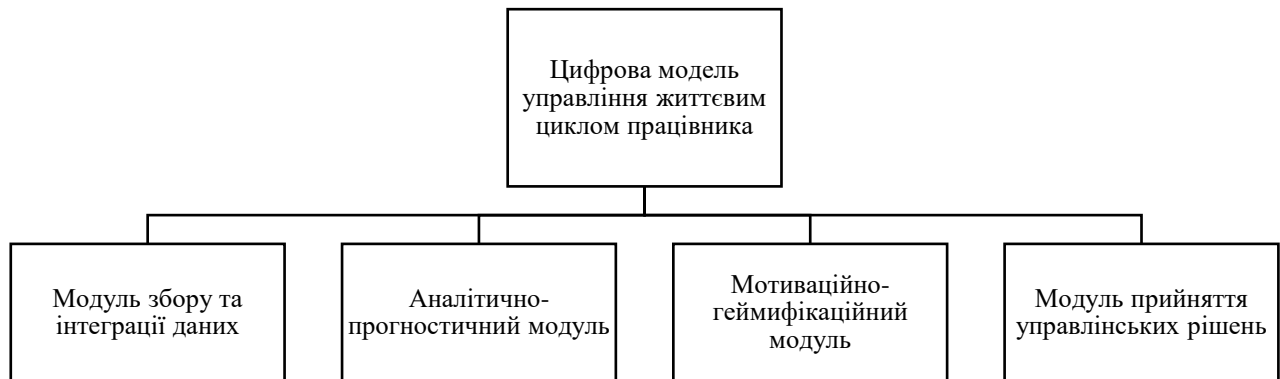 Цифрова модель
управління життєвим
циклом працівника
Модуль збору та
інтеграції даних
Аналітично-
прогностичний модуль
Мотиваційно-
геймифікаційний
модуль
Модуль прийняття
управлінських рішень